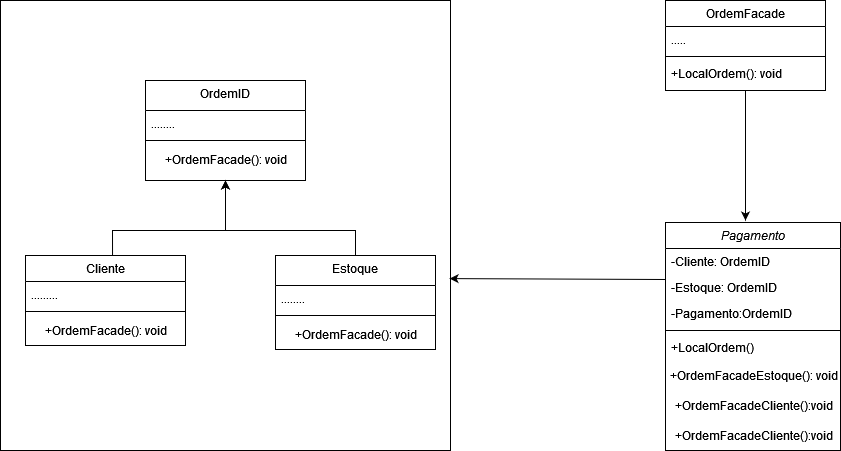 OrdemFacade
.....
+LocalOrdem(): void
OrdemID
........
+OrdemFacade(): void
Cliente
.........
+OrdemFacade(): void
Estoque
........
+OrdemFacade(): void
Pagamento
-Cliente: OrdemID
-Estoque: OrdemID
-Pagamento:OrdemID
+LocalOrdem()
+OrdemFacadeEstoque(): void
+OrdemFacadeCliente():void
+OrdemFacadeCliente():void